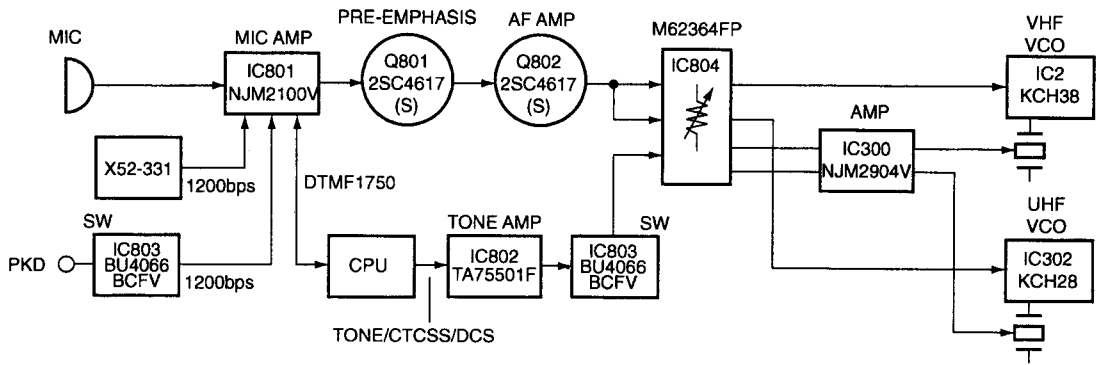 MIC
MIC AMP
IC801
NJM2100V
PRE-EMPHASIS
Q801
2SC4617
(S)
AF AMP
Q802
2SC4617
(S)
M62364FP
IC804
VHF
VCO
IC2
KCH38
AMP
IC300
NJM2904V
X52-331
1200bps
DTMF1750
SW
PKD
IC803
BU4066
BCFV
1200bps
CPU
TONE AMP
IC802
TA75501F
SW
IC803
BU4066
BCFV
TONE/CTCSS/DCS
UHF
VCO
IC302
KCH28